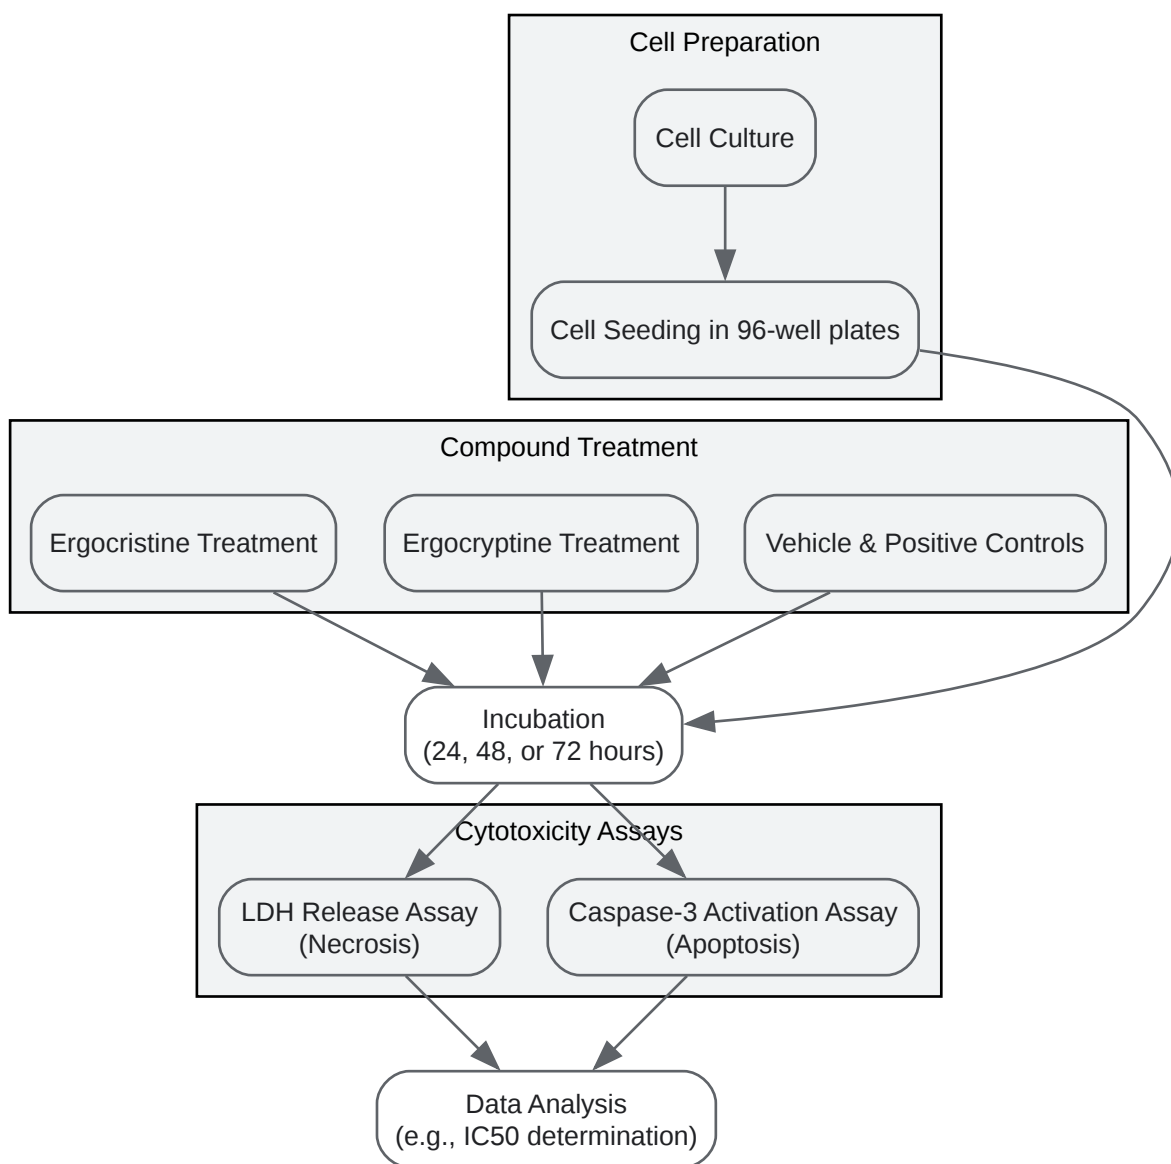 Cell Preparation
Cell Culture
Cell Seeding in 96-well plates
Compound Treatment
Ergocristine Treatment
Ergocryptine Treatment
Vehicle & Positive Controls
Incubation
(24, 48, or 72 hours)
Cytotoxicity Assays
LDH Release Assay
(Necrosis)
Caspase-3 Activation Assay
(Apoptosis)
Data Analysis
(e.g., IC50 determination)